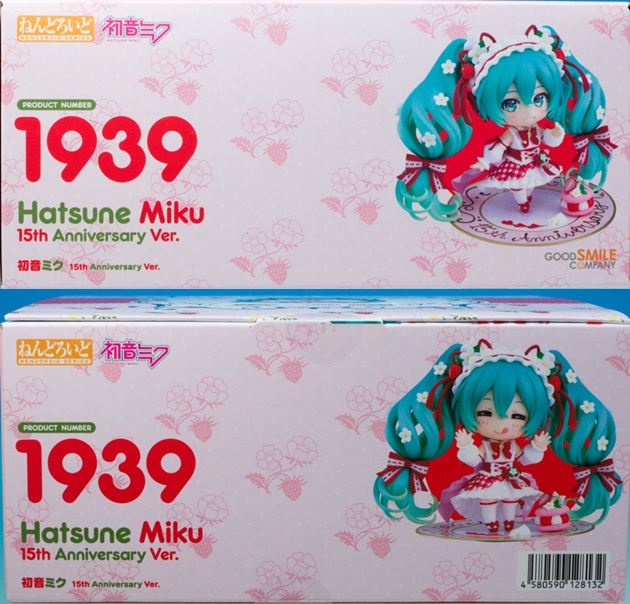 ねんどろいど
NENDOROID SERIES
初音ミク
HATSUNE MIKU
PRODUCT NUMBER
1939
Hatsune Miku
15th Anniversary Ver.
初音ミク 15th Anniversary Ver.
15th Anniversary
GOOD SMILE
COMPANY
ねんどろいど
NENDOROID SERIES
初音ミク
HATSUNE MIKU
PRODUCT NUMBER
1939
Hatsune Miku
15th Anniversary Ver.
初音ミク 15th Anniversary Ver.
4 580590 128132